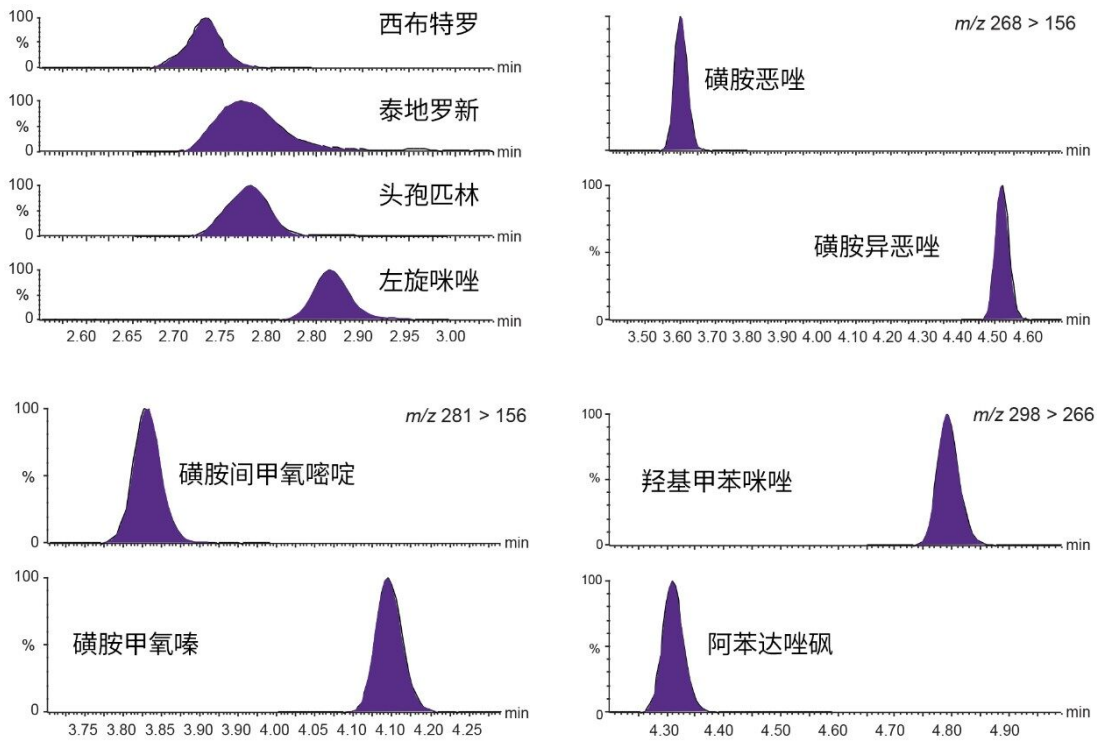 100
%
0
西布特罗
min
100
%
0
泰地罗新
min
100
%
0
头孢匹林
min
100
%
0
左旋咪唑
min
2.60 2.65 2.70 2.75 2.80 2.85 2.80 2.95 3.00
m/z 268 > 156
磺胺恶唑
min
100
%
0
磺胺异恶唑
min
3.50 3.60 3.70 3.80 3.90 4.00 4.10 4.20 4.30 4.40 4.50 4.60
100
%
0
m/z 281 > 156
磺胺间甲氧嘧啶
min
100
%
0
磺胺甲氧嗪
min
3.75 3.80 3.85 3.90 3.90 4.00 4.05 4.10 4.15 4.20 4.25
100
%
0
m/z 298 > 266
羟基甲苯咪唑
min
100
%
0
阿苯达唑砜
min
4.30 4.40 4.50 4.60 4.70 4.80 4.90